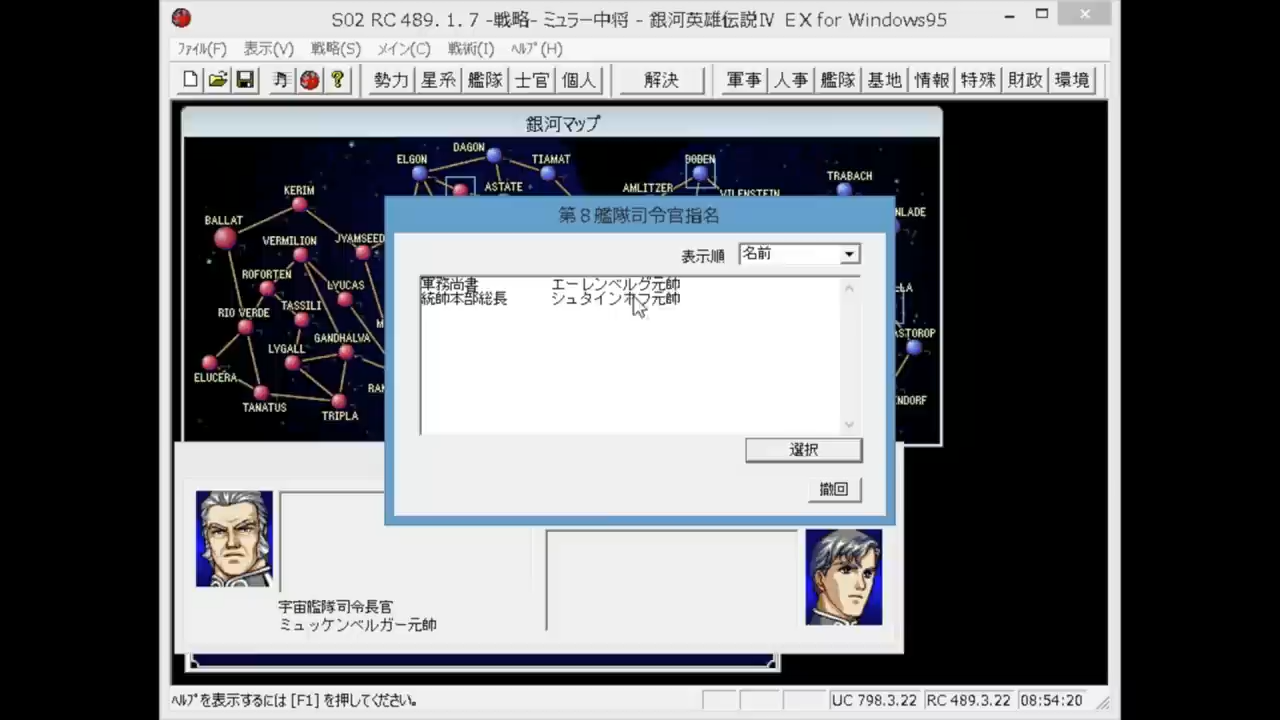 S02 RC 489. 1. 7 -戦略- ミュラー中将 - 銀河英雄伝説Ⅳ EX for Windows95
ﾌｧｲﾙ(F) 表示(V) 戦略(S) メイン(C) 戦術(I) ﾍﾙﾌﾟ(H)
勢力 星系 艦隊 士官 個人 解決 軍事 人事 艦隊 基地 情報 特殊 財政 環境
銀河マップ
DAGON
ELGON TIAMAT DODEN
ASTATE AMLITZER VILENSTEIN TRABACH
KERIM
BALLAT NLADE
VERMILION JYAMSEED
ROFORTEN LYUCAS LA
TASSILI
RIO VERDE M ASTOROP
GANDHALVA
LYGALL
ELUCERA RAN NDORF
TANATUS TRIPLA
第８艦隊司令官指名
表示順 名前
軍務尚書 エーレンベルグ元帥
統帥本部総長 シュタインホフ元帥
選択
撤回
宇宙艦隊司令長官
ミュッケンベルガー元帥
ﾍﾙﾌﾟを表示するには [F1] を押してください。 UC 798.3.22 RC 489.3.22 08:54:20